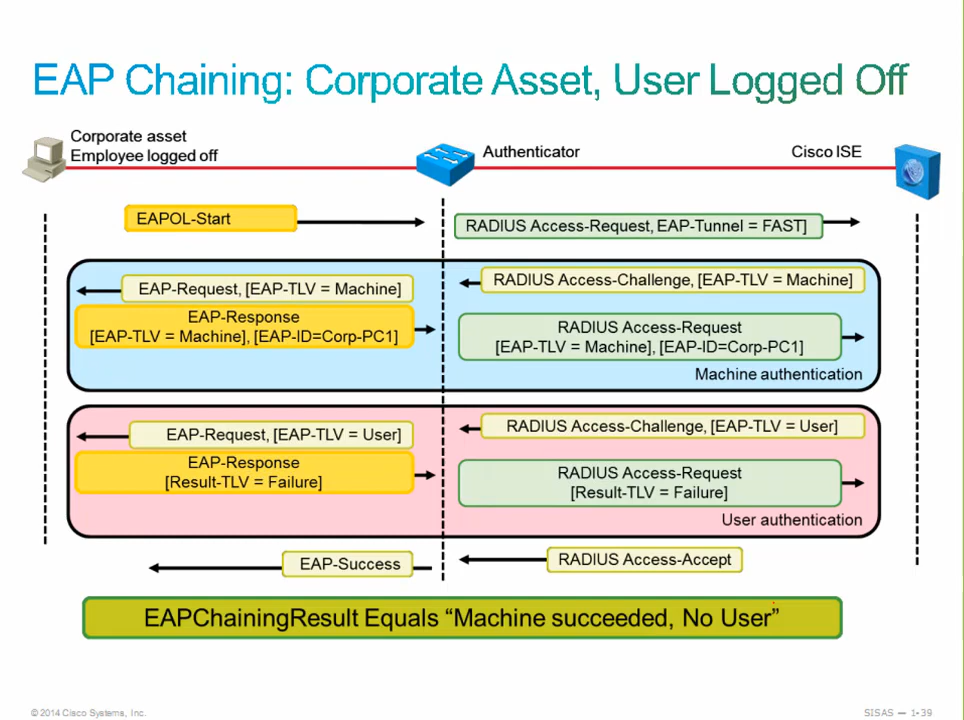 EAP Chaining: Corporate Asset, User Logged Off
Corporate asset
Employee logged off
Authenticator
Cisco ISE
EAPOL-Start
RADIUS Access-Request, EAP-Tunnel = FAST]
EAP-Request, [EAP-TLV = Machine]
RADIUS Access-Challenge, [EAP-TLV = Machine]
EAP-Response
[EAP-TLV = Machine], [EAP-ID=Corp-PC1]
RADIUS Access-Request
[EAP-TLV = Machine], [EAP-ID=Corp-PC1]
Machine authentication
EAP-Request, [EAP-TLV = User]
RADIUS Access-Challenge, [EAP-TLV = User]
EAP-Response
[Result-TLV = Failure]
RADIUS Access-Request
[Result-TLV = Failure]
User authentication
EAP-Success
RADIUS Access-Accept
EAPChainingResult Equals “Machine succeeded, No User”
© 2014 Cisco Systems, Inc.
SISAS — 1-39